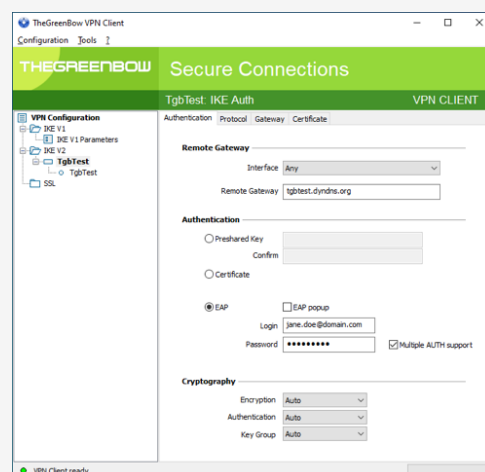 TheGreenBow VPN Client
Configuration Tools ?
THEGREENBOW Secure Connections
TgbTest: IKE Auth VPN CLIENT
VPN Configuration
IKE V1
IKE V1 Parameters
IKE V2
TgbTest
TgbTest
SSL
Authentication Protocol Gateway Certificate
Remote Gateway
Interface Any
Remote Gateway tgbtest.dyndns.org
Authentication
Preshared Key
Confirm
Certificate
EAP EAP popup
Login jane.doe@domain.com
Password ●●●●●●●●● Multiple AUTH support
Cryptography
Encryption Auto
Authentication Auto
Key Group Auto
VPN Client ready